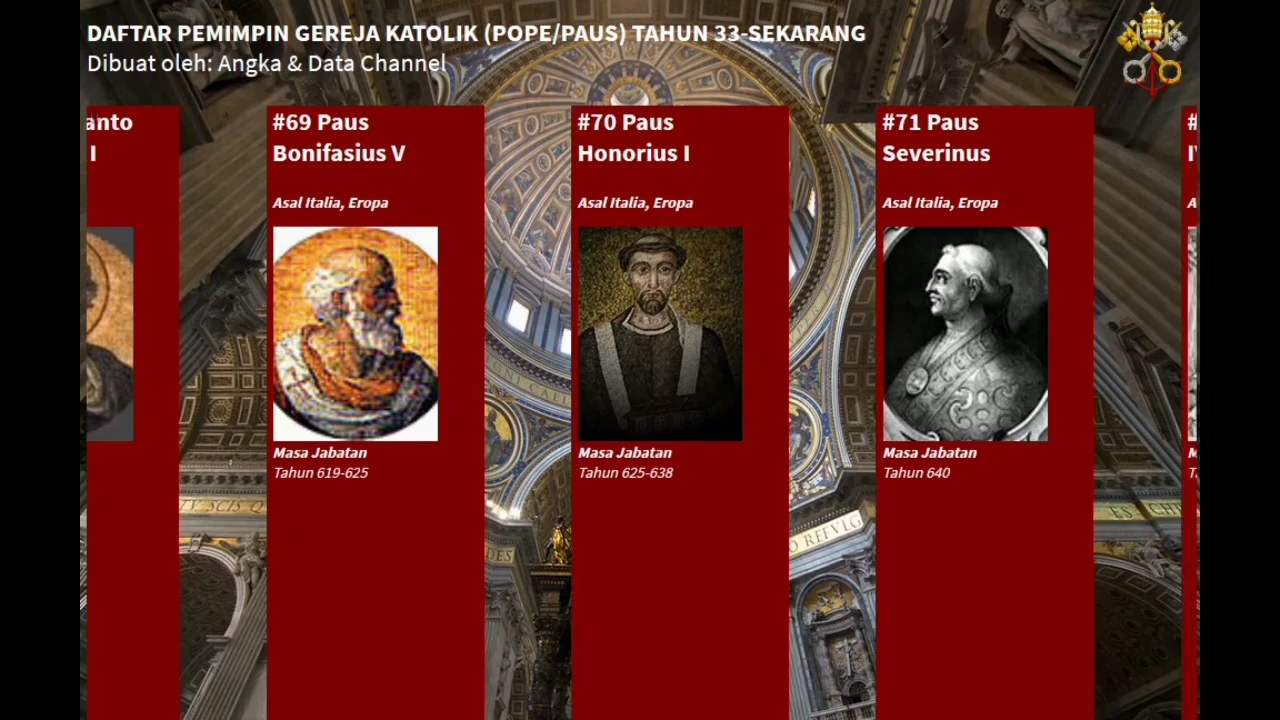 DAFTAR PEMIMPIN GEREJA KATOLIK (POPE/PAUS) TAHUN 33-SEKARANG
Dibuat oleh: Angka & Data Channel
anto
I
#69 Paus
Bonifasius V
Asal Italia, Eropa
Masa Jabatan
Tahun 619-625
#70 Paus
Honorius I
Asal Italia, Eropa
Masa Jabatan
Tahun 625-638
#71 Paus
Severinus
Asal Italia, Eropa
Masa Jabatan
Tahun 640
#